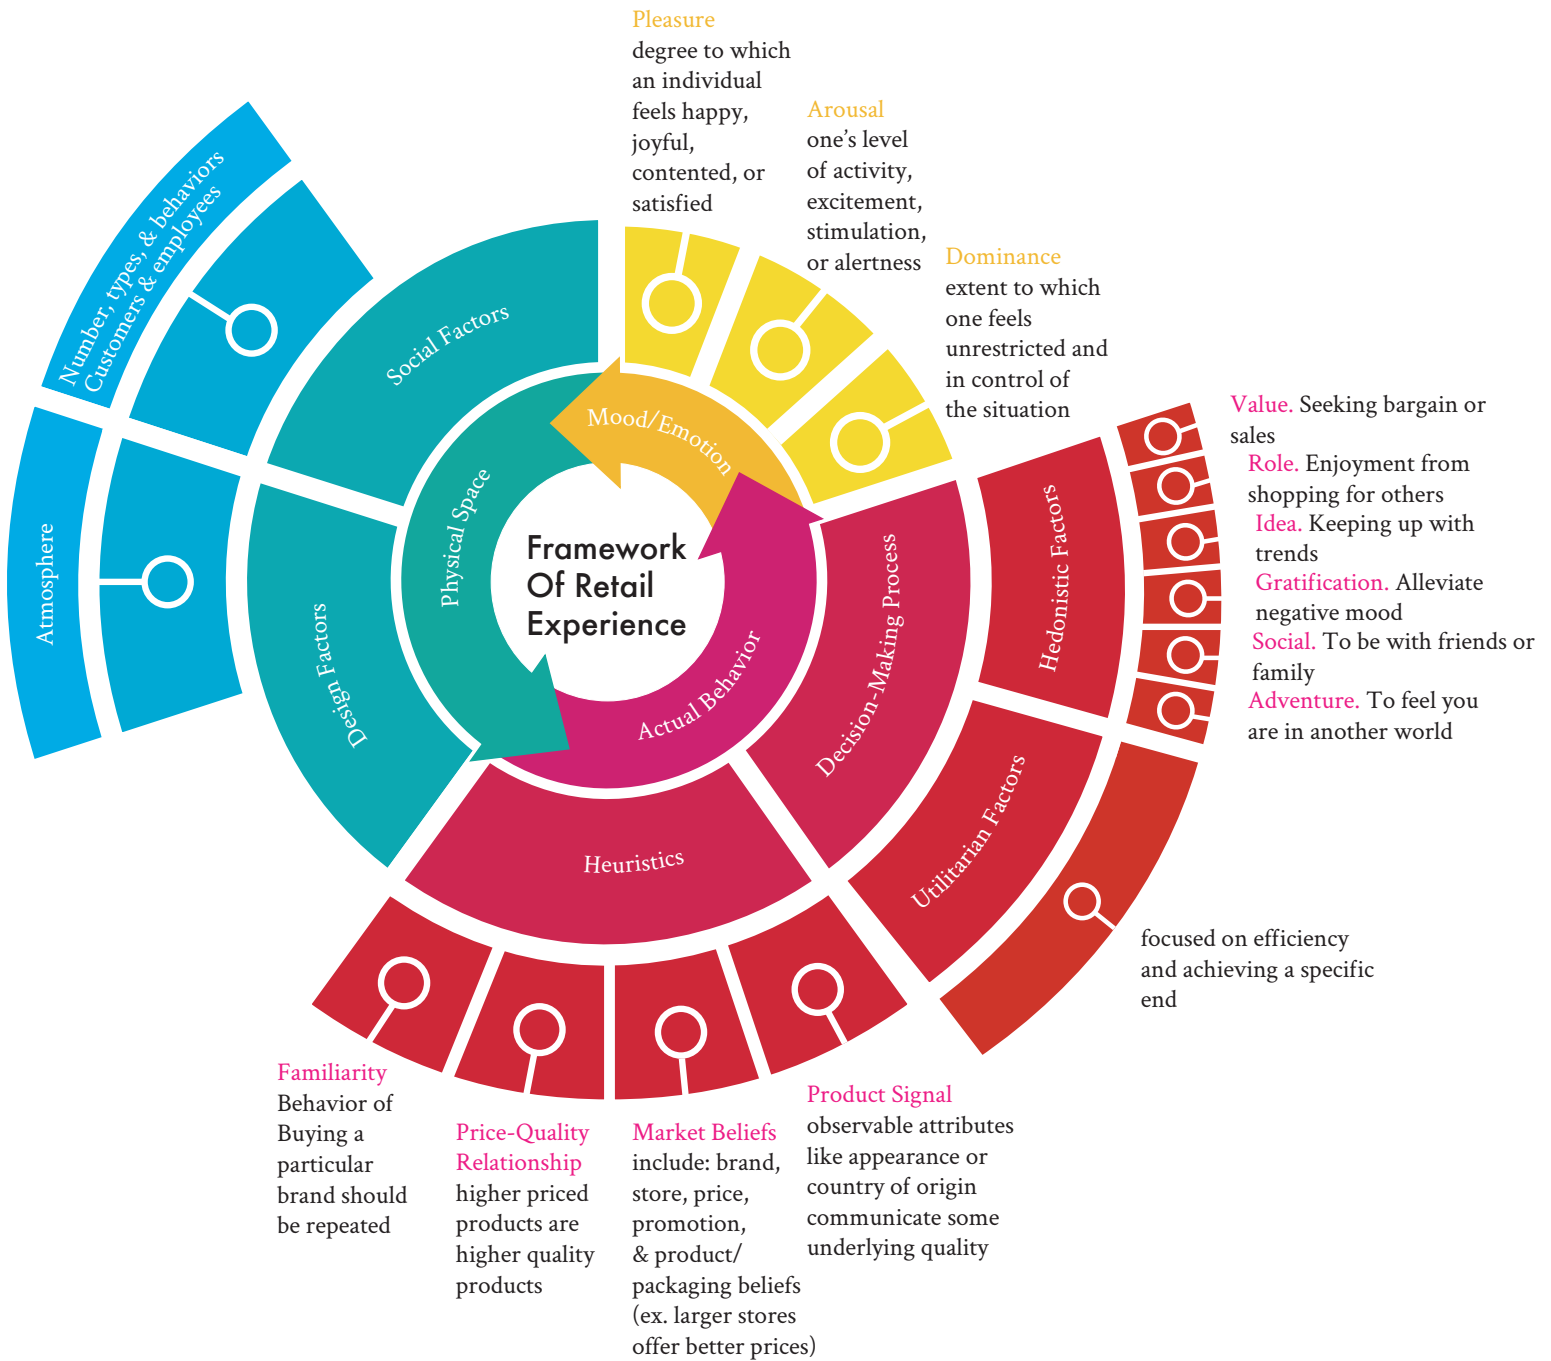 Pleasure
degree to which
an individual
feels happy,
joyful,
contented, or
satisfied
Arousal
one’s level
of activity,
excitement,
stimulation,
or alertness
Dominance
extent to which
one feels
unrestricted and
in control of
the situation
Number, types, & behaviors
Customers & employees
Atmosphere
Social Factors
Design Factors
Physical Space
Mood/Emotion
Actual Behavior
Framework
Of Retail
Experience
Decision-Making Process
Heuristics
Hedonistic Factors
Utilitarian Factors
Value. Seeking bargain or
sales
Role. Enjoyment from
shopping for others
Idea. Keeping up with
trends
Gratification. Alleviate
negative mood
Social. To be with friends or
family
Adventure. To feel you
are in another world
focused on efficiency
and achieving a specific
end
Familiarity
Behavior of
Buying a
particular
brand should
be repeated
Price-Quality
Relationship
higher priced
products are
higher quality
products
Market Beliefs
include: brand,
store, price,
promotion,
& product/
packaging beliefs
(ex. larger stores
offer better prices)
Product Signal
observable attributes
like appearance or
country of origin
communicate some
underlying quality